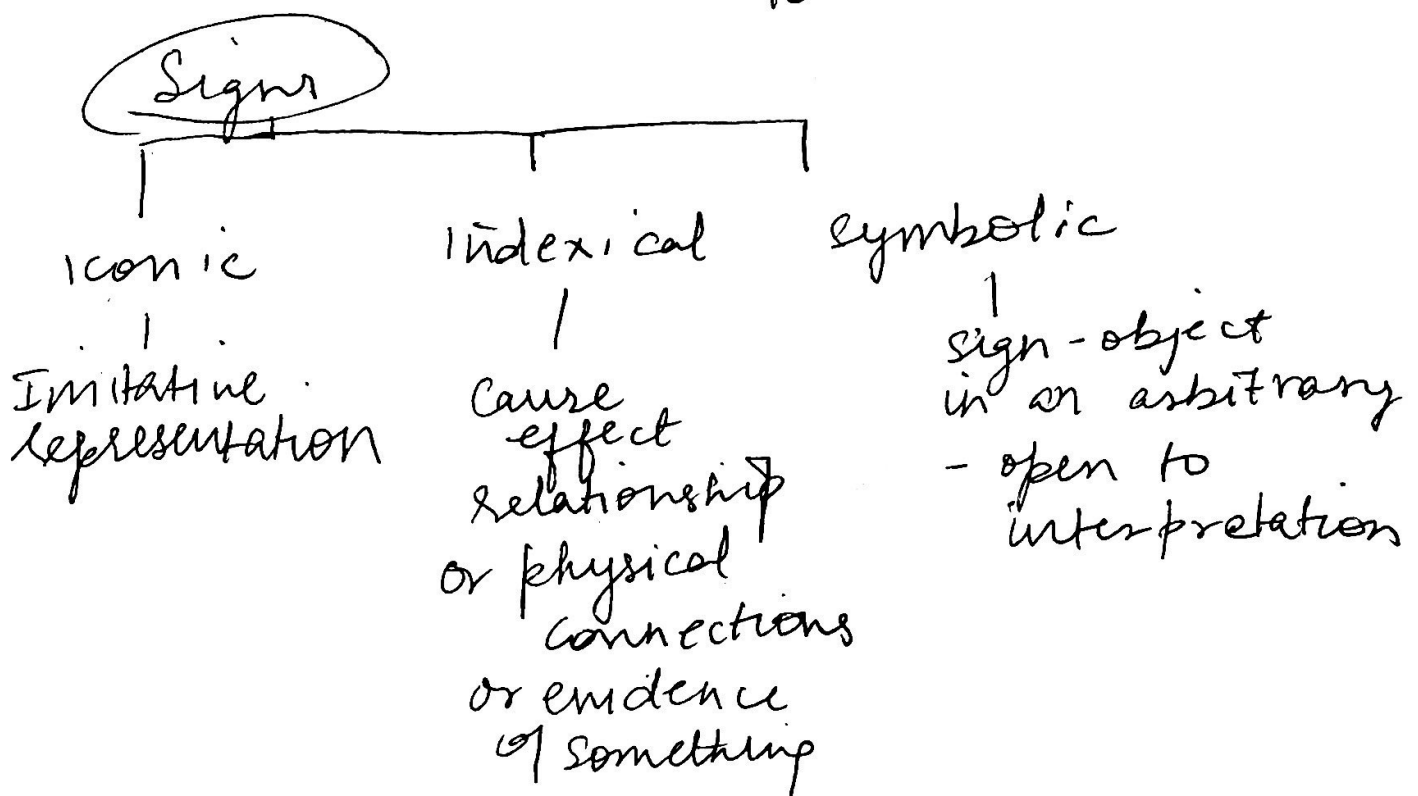 Signs
Iconic
Imitative
representation
Indexical
Cause
effect
relationship
or physical
connections
or evidence
of something
symbolic
sign-object
in an arbitrary
- open to
interpretation